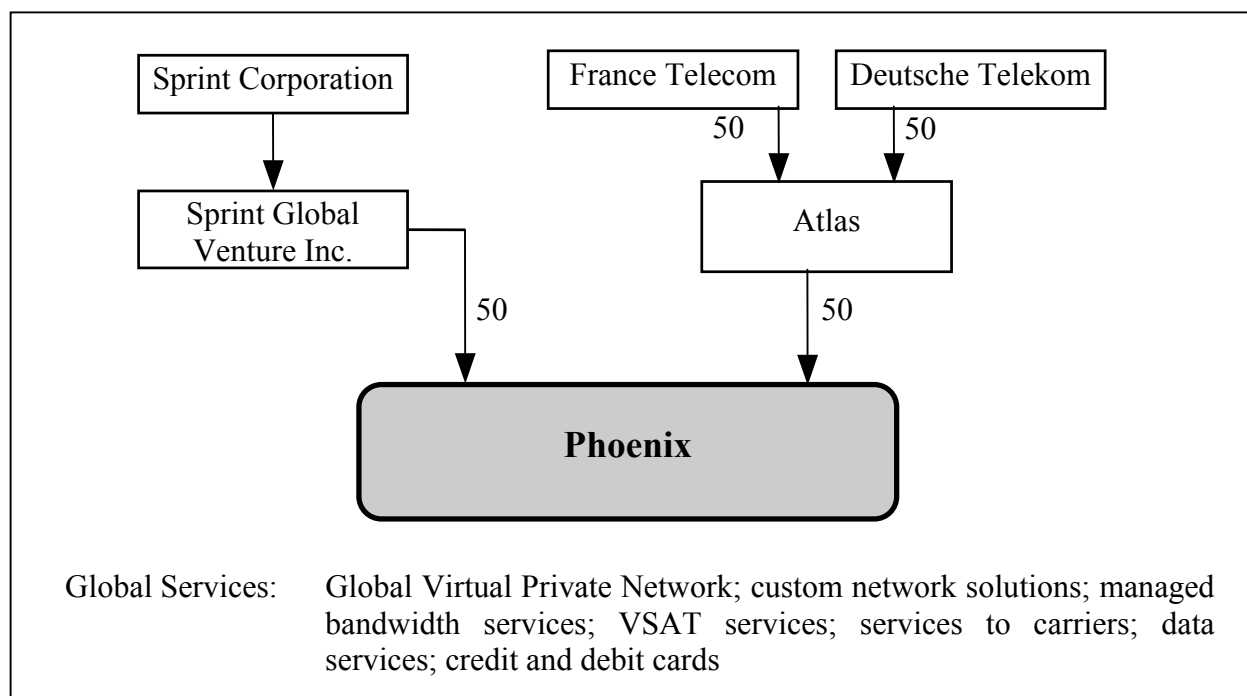 Sprint Corporation
France Telecom
Deutsche Telekom
50
50
Sprint Global
Venture Inc.
Atlas
50
50
Phoenix
Global Services: Global Virtual Private Network; custom network solutions; managed
bandwidth services; VSAT services; services to carriers; data
services; credit and debit cards